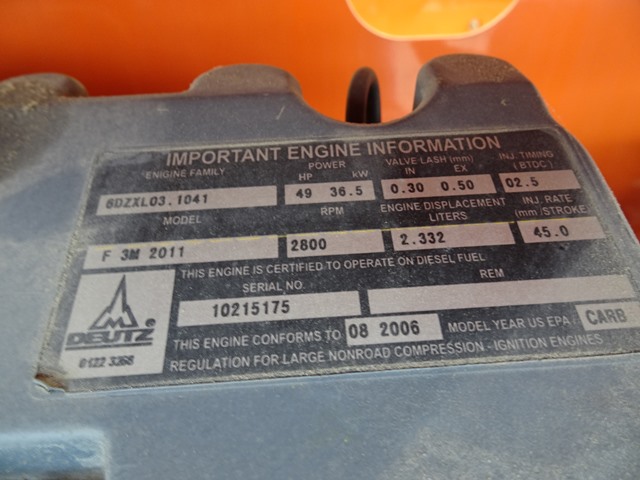 IMPORTANT ENGINE INFORMATION
ENIGINE FAMILY POWER VALVE LASH (mm) INJ. TIMING
HP kW IN EX (BTDC)
6DZXL03.1041 49 36.5 0.30 0.50 02.5
MODEL RPM ENGINE DISPLACEMENT LITERS INJ. RATE (mm³/STROKE)
F 3M 2011 2800 2.332 45.0
THIS ENGINE IS CERTIFIED TO OPERATE ON DIESEL FUEL
SERIAL NO. REM
10215175
DEUTZ
0122 3268
THIS ENGINE CONFORMS TO 08 2006 MODEL YEAR US EPA / CARB
REGULATION FOR LARGE NONROAD COMPRESSION - IGNITION ENGINES